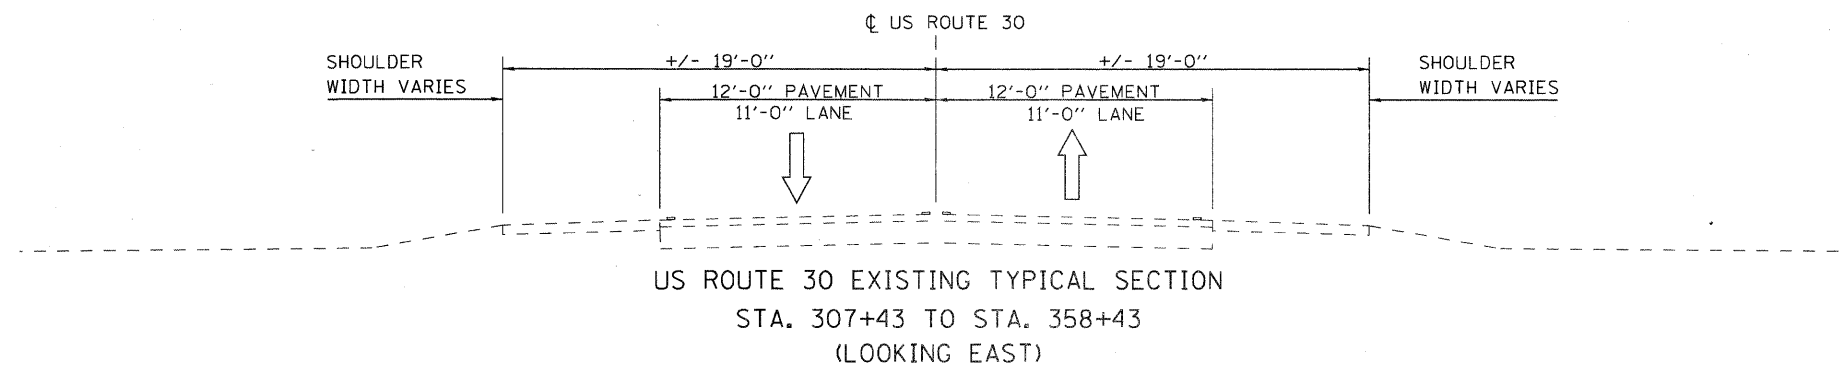 ℄ US ROUTE 30
SHOULDER
WIDTH VARIES
+/- 19'-0"
+/- 19'-0"
SHOULDER
WIDTH VARIES
12'-0" PAVEMENT
11'-0" LANE
12'-0" PAVEMENT
11'-0" LANE
US ROUTE 30 EXISTING TYPICAL SECTION
STA. 307+43 TO STA. 358+43
(LOOKING EAST)